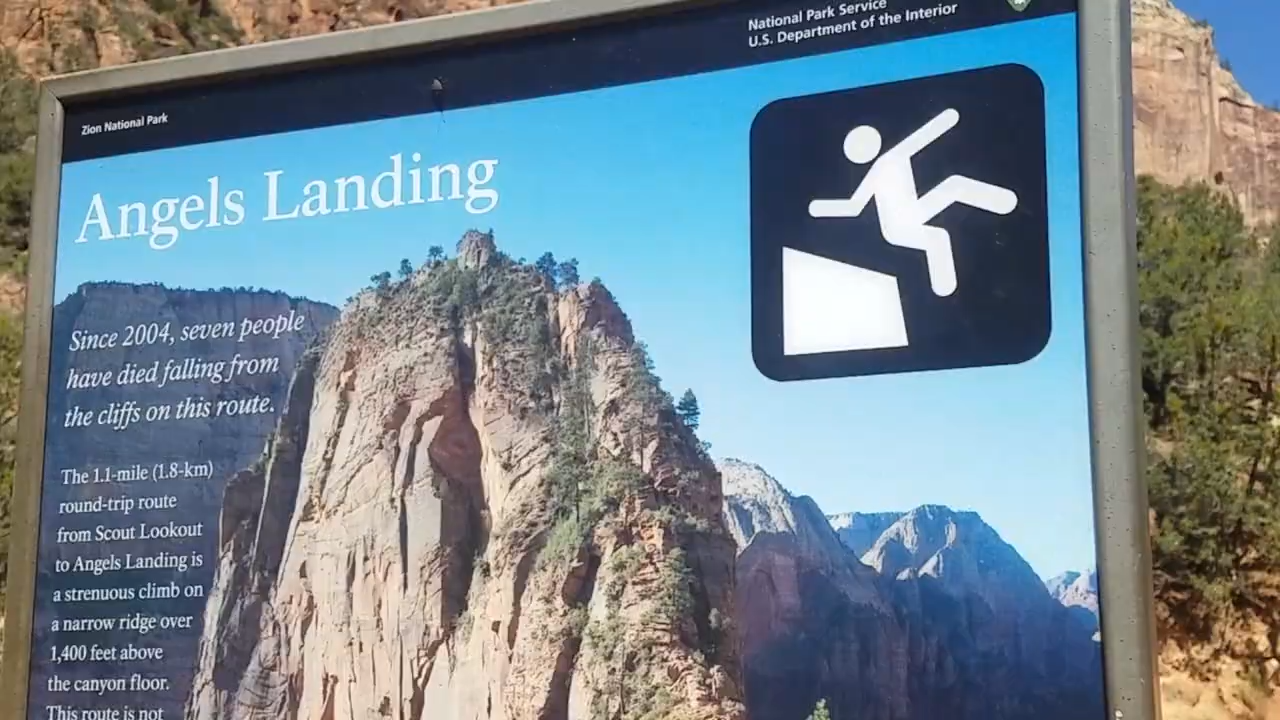 National Park Service
U.S. Department of the Interior
Zion National Park
Angels Landing
Since 2004, seven people
have died falling from
the cliffs on this route.
The 1.1-mile (1.8-km)
round-trip route
from Scout Lookout
to Angels Landing is
a strenuous climb on
a narrow ridge over
1,400 feet above
the canyon floor.
This route is not